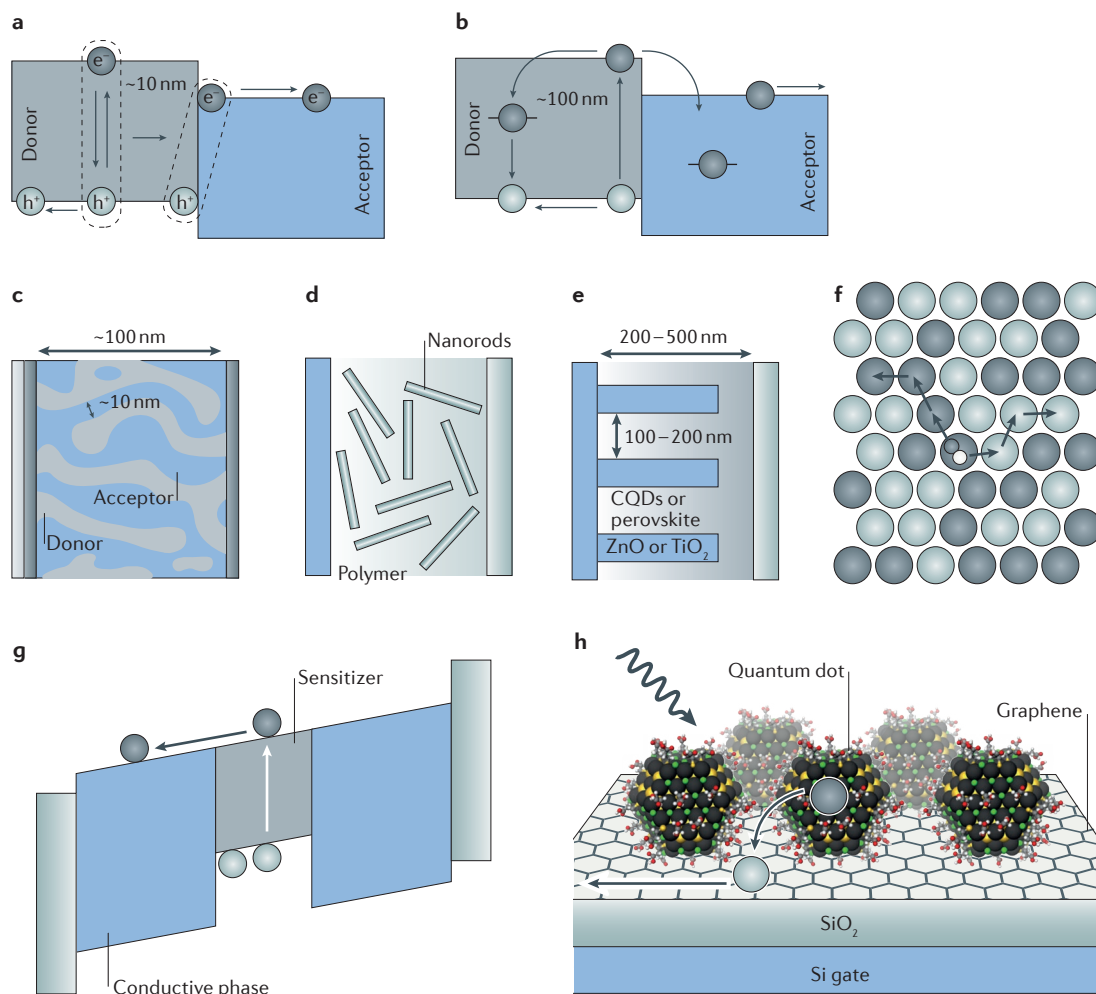 a
e⁻
~10 nm
e⁻
e⁻
Donor
h⁺
h⁺
h⁺
Acceptor
b
~100 nm
Donor
Acceptor
c
~100 nm
~10 nm
Acceptor
Donor
d
Nanorods
Polymer
e
200–500 nm
100–200 nm
CQDs or
perovskite
ZnO or TiO₂
f
g
Sensitizer
Conductive phase
h
Quantum dot
Graphene
SiO₂
Si gate